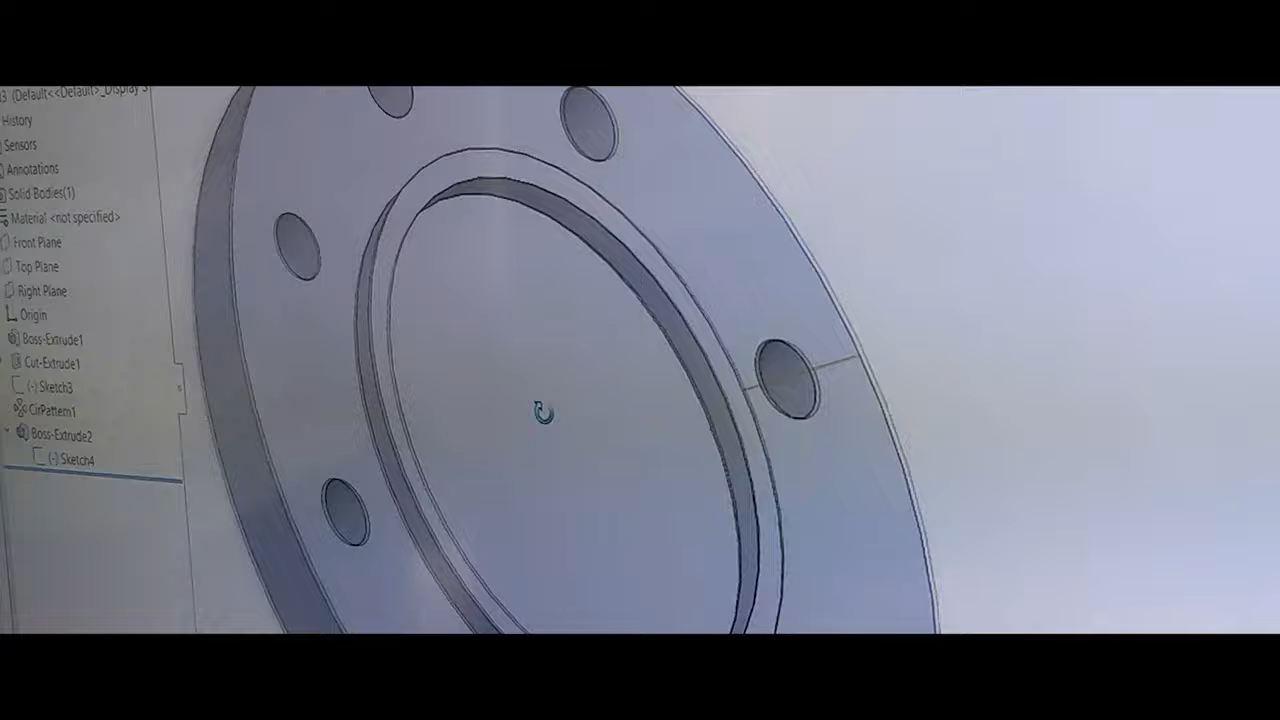 (Default<<Default>_Display S
History
Sensors
Annotations
Solid Bodies(1)
Material <not specified>
Front Plane
Top Plane
Right Plane
Origin
Boss-Extrude1
Cut-Extrude1
(-) Sketch3
CirPattern1
Boss-Extrude2
(-) Sketch4